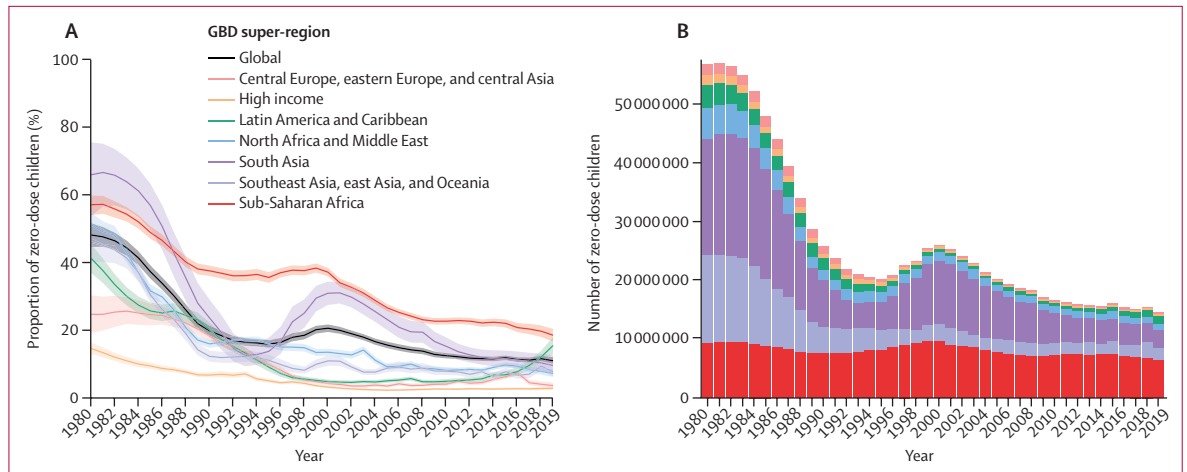 A
GBD super-region
Global
Central Europe, eastern Europe, and central Asia
High income
Latin America and Caribbean
North Africa and Middle East
South Asia
Southeast Asia, east Asia, and Oceania
Sub-Saharan Africa
Proportion of zero-dose children (%)
100
80
60
40
20
0
1980
1982
1984
1986
1988
1990
1992
1994
1996
1998
2000
2002
2004
2006
2008
2010
2012
2014
2016
2018
2019
Year
B
Number of zero-dose children
50 000 000
40 000 000
30 000 000
20 000 000
10 000 000
0
1980
1982
1984
1986
1988
1990
1992
1994
1996
1998
2000
2002
2004
2006
2008
2010
2012
2014
2016
2018
2019
Year